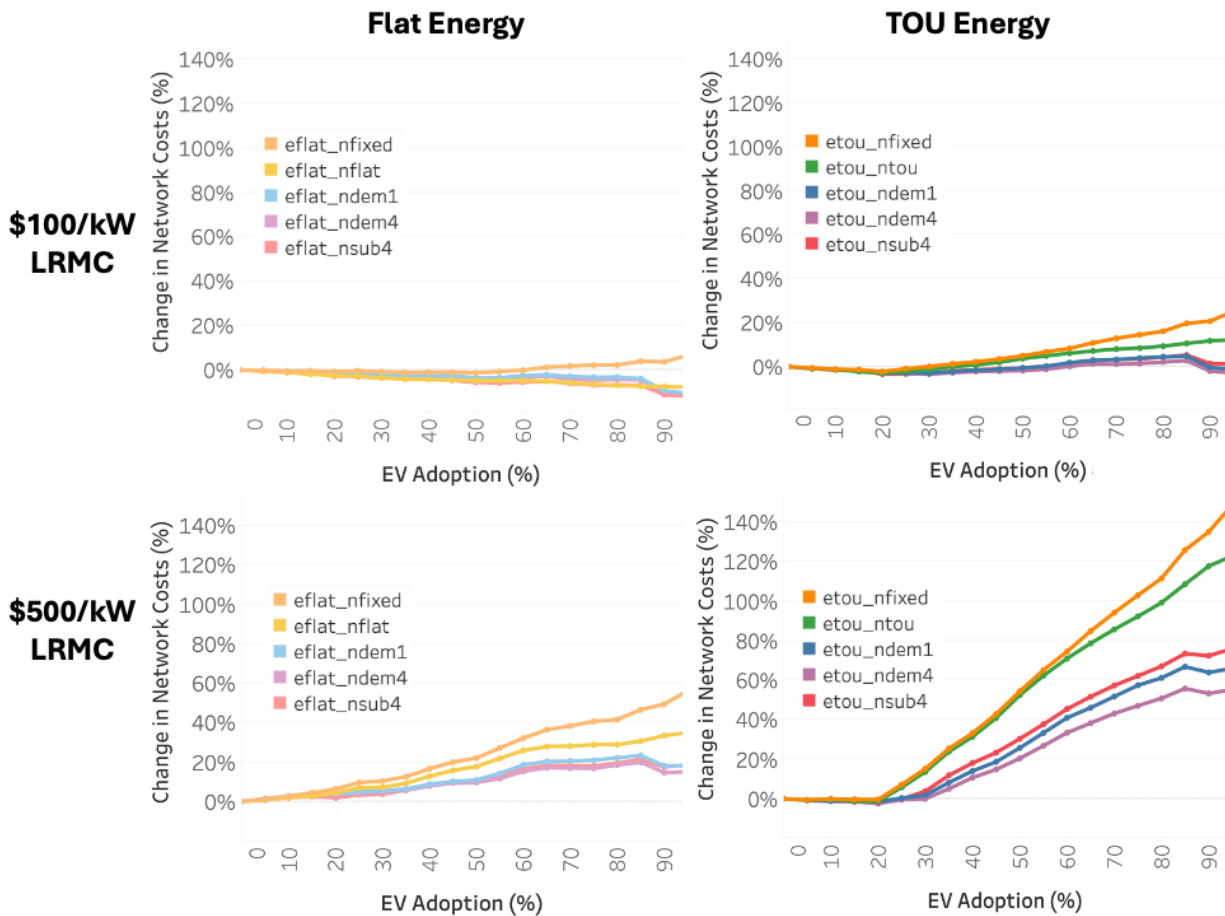 Flat Energy
TOU Energy
$100/kW
LRMC
Change in Network Costs (%)
140%
120%
100%
80%
60%
40%
20%
0%
eflat_nfixed
eflat_nflat
eflat_ndem1
eflat_ndem4
eflat_nsub4
0
10
20
30
40
50
60
70
80
90
EV Adoption (%)
Change in Network Costs (%)
140%
120%
100%
80%
60%
40%
20%
0%
etou_nfixed
etou_ntou
etou_ndem1
etou_ndem4
etou_nsub4
0
10
20
30
40
50
60
70
80
90
EV Adoption (%)
$500/kW
LRMC
Change in Network Costs (%)
140%
120%
100%
80%
60%
40%
20%
0%
eflat_nfixed
eflat_nflat
eflat_ndem1
eflat_ndem4
eflat_nsub4
0
10
20
30
40
50
60
70
80
90
EV Adoption (%)
Change in Network Costs (%)
140%
120%
100%
80%
60%
40%
20%
0%
etou_nfixed
etou_ntou
etou_ndem1
etou_ndem4
etou_nsub4
0
10
20
30
40
50
60
70
80
90
EV Adoption (%)